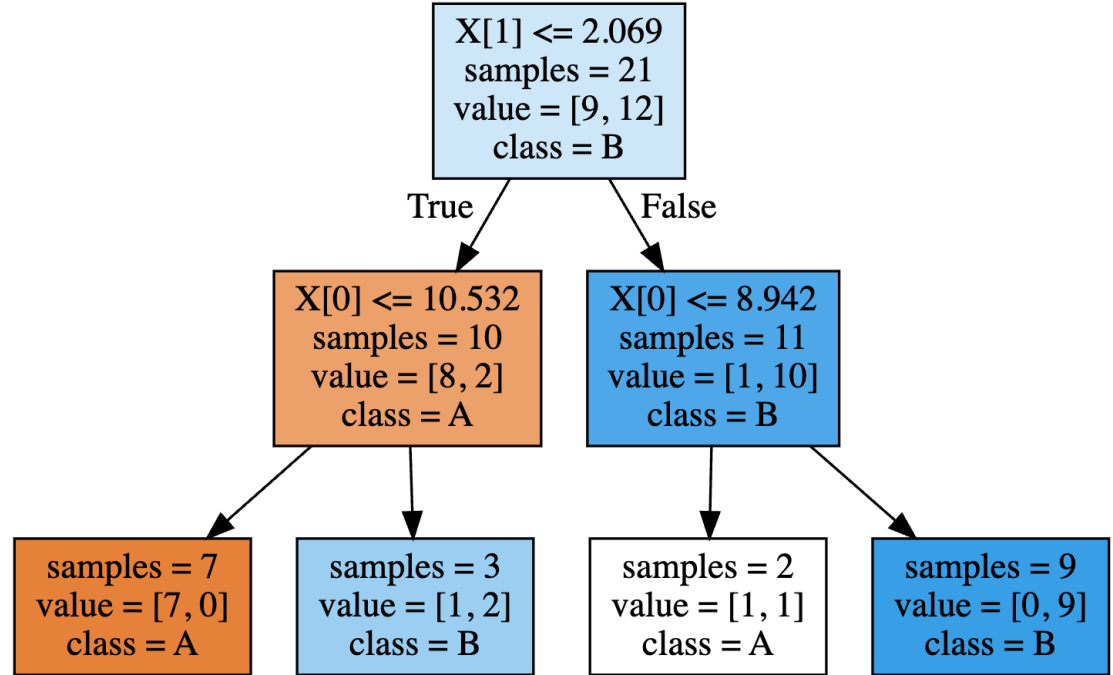 X[1] <= 2.069
samples = 21
value = [9, 12]
class = B
True
False
X[0] <= 10.532
samples = 10
value = [8, 2]
class = A
X[0] <= 8.942
samples = 11
value = [1, 10]
class = B
samples = 7
value = [7, 0]
class = A
samples = 3
value = [1, 2]
class = B
samples = 2
value = [1, 1]
class = A
samples = 9
value = [0, 9]
class = B